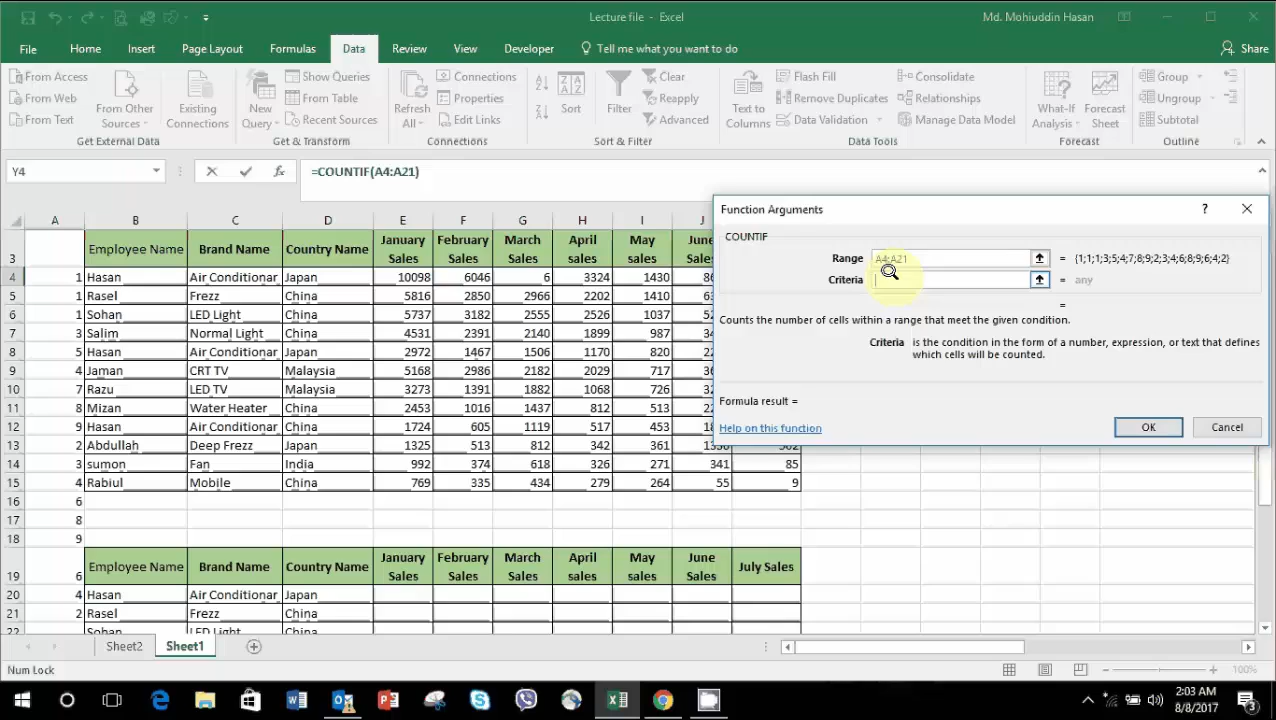 Lecture file - Excel
Md. Mohiuddin Hasan
File Home Insert Page Layout Formulas Data Review View Developer Tell me what you want to do Share
From Access
From Web
From Text
From Other Sources
Existing Connections
Get External Data
New Query
Show Queries
From Table
Recent Sources
Get & Transform
Refresh All
Connections
Properties
Edit Links
Connections
Sort
Filter
Clear
Reapply
Advanced
Sort & Filter
Text to Columns
Flash Fill
Remove Duplicates
Data Validation
Consolidate
Relationships
Manage Data Model
Data Tools
What-If Analysis
Forecast Sheet
Forecast
Group
Ungroup
Subtotal
Outline
Y4
fx
=COUNTIF(A4:A21)
Function Arguments
?
COUNTIF
Range A4:A21 = {1;1;1;3;5;4;7;8;9;2;3;4;6;8;9;6;4;2}
Criteria = any
=
Counts the number of cells within a range that meet the given condition.
Criteria is the condition in the form of a number, expression, or text that defines
which cells will be counted.
Formula result =
Help on this function
OK
Cancel
A B C D E F G H I J
3 Employee Name Brand Name Country Name January Sales February Sales March Sales April sales May sales
4 1 Hasan Air Conditionar Japan 10098 6046 6 3324 1430
5 1 Rasel Frezz China 5816 2850 2966 2202 1410
6 1 Sohan LED Light China 5737 3182 2555 2526 1037
7 3 Salim Normal Light China 4531 2391 2140 1899 987
8 5 Hasan Air Conditionar Japan 2972 1467 1506 1170 820
9 4 Jaman CRT TV Malaysia 5168 2986 2182 2029 717
10 7 Razu LED TV Malaysia 3273 1391 1882 1068 726
11 8 Mizan Water Heater China 2453 1016 1437 812 513
12 9 Hasan Air Conditionar China 1724 605 1119 517 453
13 2 Abdullah Deep Frezz Japan 1325 513 812 342 361
14 3 sumon Fan India 992 374 618 326 271 341 85
15 4 Rabiul Mobile China 769 335 434 279 264 55 9
16 6
17 8
18 9
19 6 Employee Name Brand Name Country Name January Sales February Sales March Sales April sales May sales June Sales July Sales
20 4 Hasan Air Conditionar Japan
21 2 Rasel Frezz China
22 Sohan LED Light China
Sheet2 Sheet1
Num Lock
100%
2:03 AM
8/8/2017
3